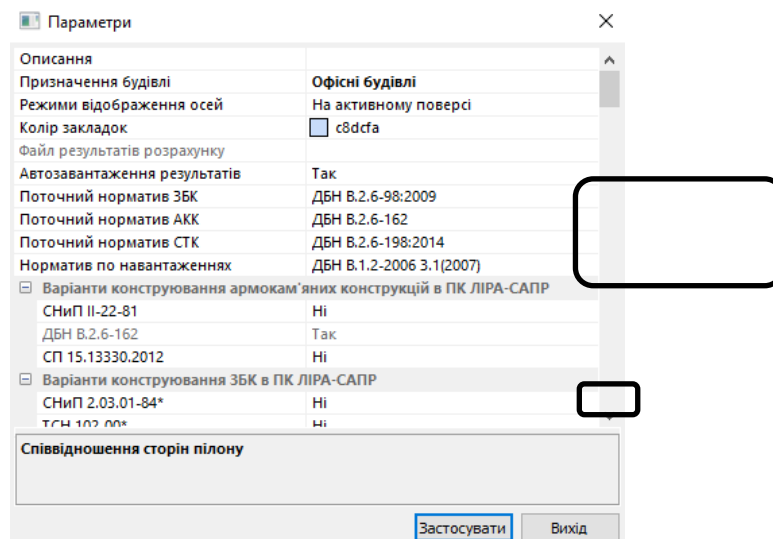 Параметри
Описання
Призначення будівлі Офісні будівлі
Режими відображення осей На активному поверсі
Колір закладок c8dcfa
Файл результатів розрахунку
Автозавантаження результатів Так
Поточний норматив ЗБК ДБН В.2.6-98:2009
Поточний норматив АКК ДБН В.2.6-162
Поточний норматив СТК ДБН В.2.6-198:2014
Норматив по навантаженнях ДБН В.1.2-2006 3.1(2007)
Варіанти конструювання армокам'яних конструкцій в ПК ЛІРА-САПР
СНиП II-22-81 Ні
ДБН В.2.6-162 Так
СП 15.13330.2012 Ні
Варіанти конструювання ЗБК в ПК ЛІРА-САПР
СНиП 2.03.01-84* Ні
ТСН 102-00* Ні
Співвідношення сторін пілону
Застосувати Вихід